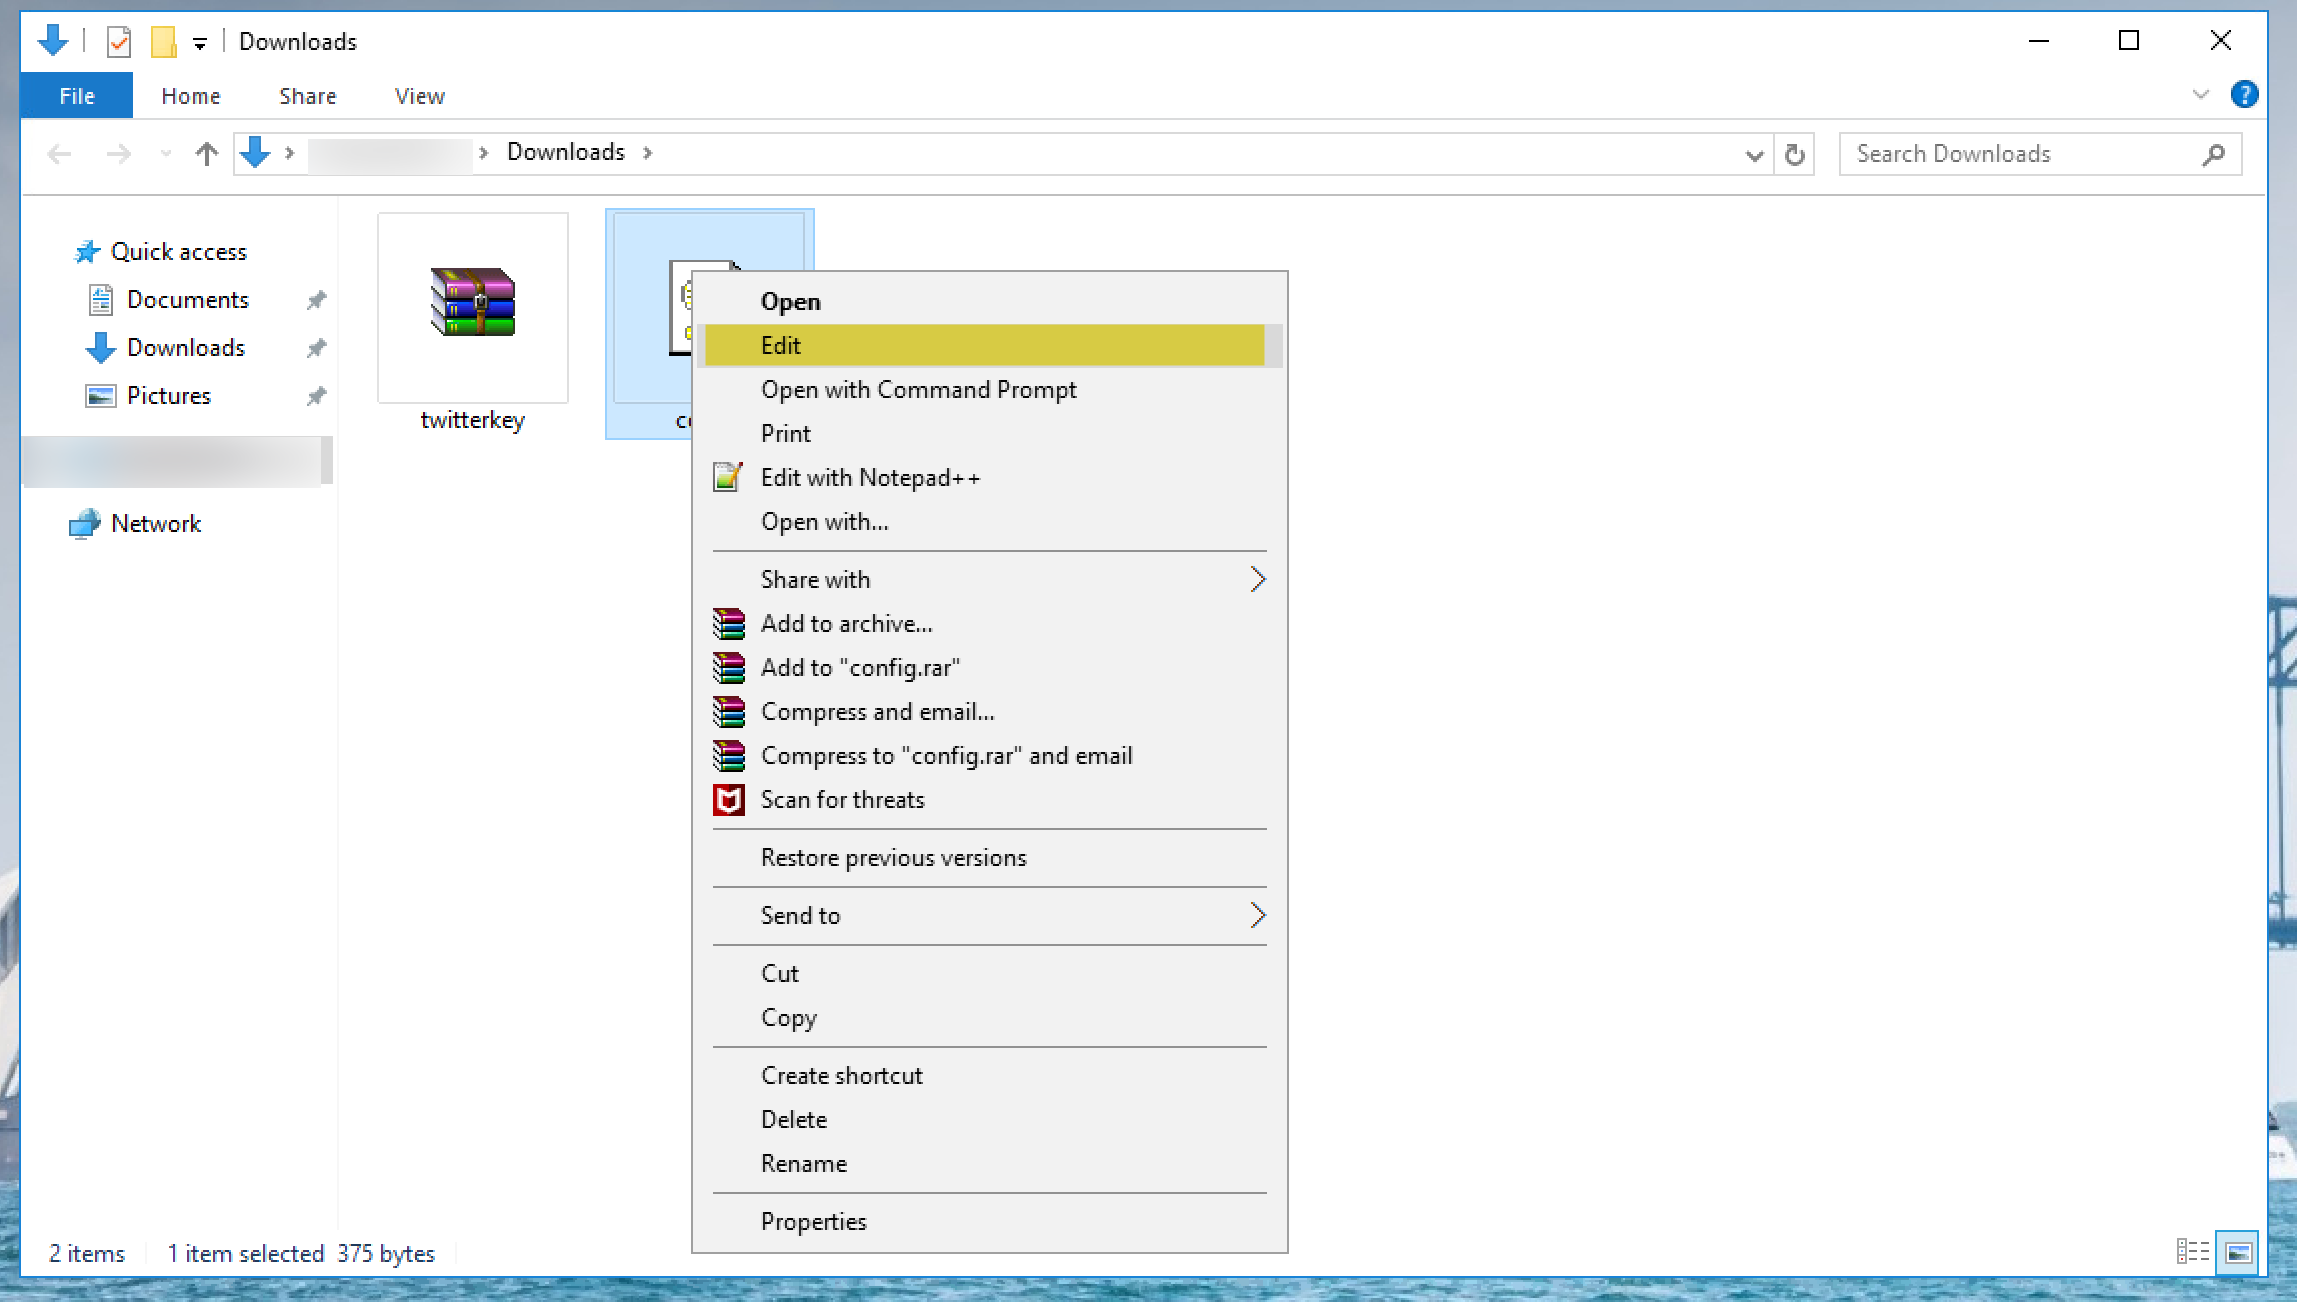 Downloads
File Home Share View
Downloads
Search Downloads
Quick access
Documents
Downloads
Pictures
Network
twitterkey
Open
Edit
Open with Command Prompt
Print
Edit with Notepad++
Open with...
Share with
Add to archive...
Add to "config.rar"
Compress and email...
Compress to "config.rar" and email
Scan for threats
Restore previous versions
Send to
Cut
Copy
Create shortcut
Delete
Rename
Properties
2 items 1 item selected 375 bytes